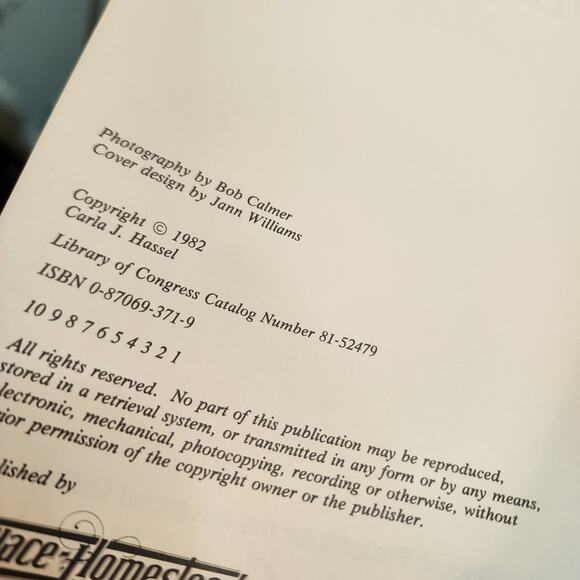 Photography by Bob Calmer
Cover design by Jann Williams
Copyright © 1982
Carla J. Hassel
Library of Congress Catalog Number 81-52479
ISBN 0-87069-371-9
10 9 8 7 6 5 4 3 2 1
All rights reserved. No part of this publication may be reproduced,
stored in a retrieval system, or transmitted in any form or by any means,
lectronic, mechanical, photocopying, recording or otherwise, without
ior permission of the copyright owner or the publisher.
lished by
lace-Homestead